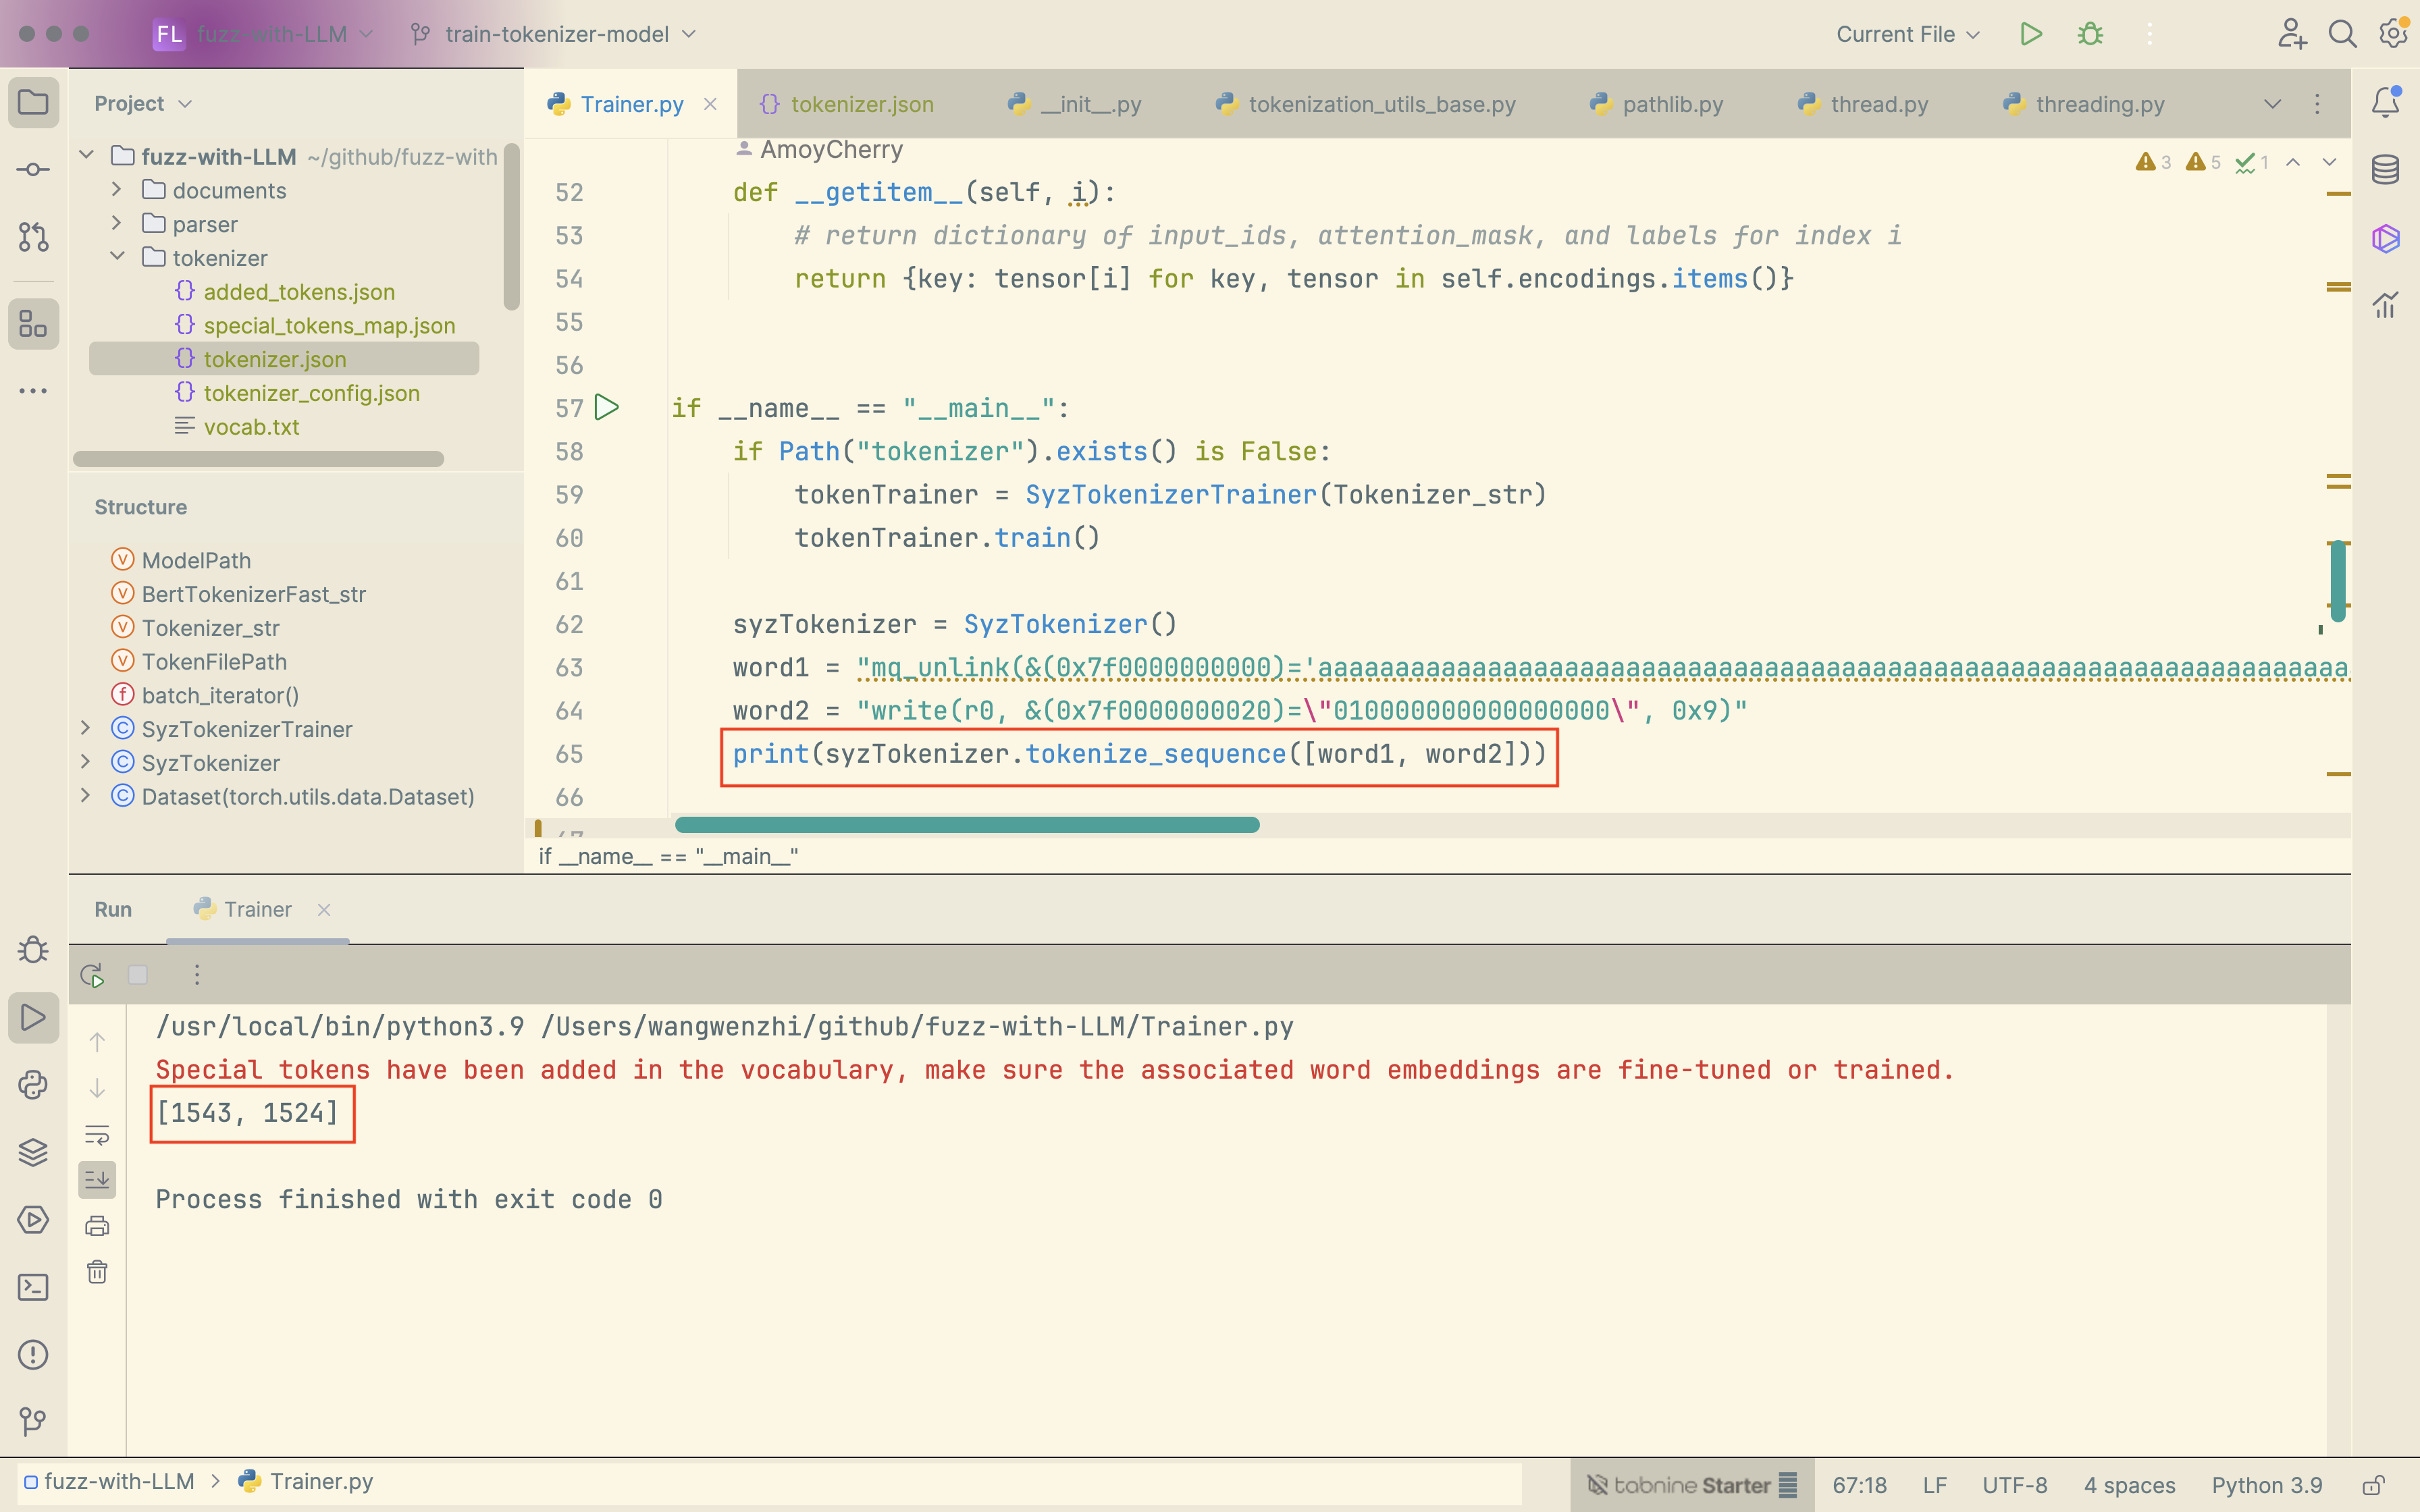 FL fuzz-with-LLM train-tokenizer-model Current File
Project
Trainer.py tokenizer.json __init__.py tokenization_utils_base.py pathlib.py thread.py threading.py
fuzz-with-LLM ~/github/fuzz-with
documents
parser
tokenizer
added_tokens.json
special_tokens_map.json
tokenizer.json
tokenizer_config.json
vocab.txt
Structure
ModelPath
BertTokenizerFast_str
Tokenizer_str
TokenFilePath
batch_iterator()
SyzTokenizerTrainer
SyzTokenizer
Dataset(torch.utils.data.Dataset)
AmoyCherry
3 5 1
52 def __getitem__(self, i):
53 # return dictionary of input_ids, attention_mask, and labels for index i
54 return {key: tensor[i] for key, tensor in self.encodings.items()}
55
56
57 if __name__ == "__main__":
58 if Path("tokenizer").exists() is False:
59 tokenTrainer = SyzTokenizerTrainer(Tokenizer_str)
60 tokenTrainer.train()
61
62 syzTokenizer = SyzTokenizer()
63 word1 = "mq_unlink(&(0x7f0000000000)='aaaaaaaaaaaaaaaaaaaaaaaaaaaaaaaaaaaaaaaaaaaaaaaaaaaaaaaaaaaaaaaaaaa
64 word2 = "write(r0, &(0x7f0000000020)=\"010000000000000000\", 0x9)"
65 print(syzTokenizer.tokenize_sequence([word1, word2]))
66
if __name__ == "__main__"
Run Trainer
/usr/local/bin/python3.9 /Users/wangwenzhi/github/fuzz-with-LLM/Trainer.py
Special tokens have been added in the vocabulary, make sure the associated word embeddings are fine-tuned or trained.
[1543, 1524]
Process finished with exit code 0
fuzz-with-LLM Trainer.py tabnine Starter 67:18 LF UTF-8 4 spaces Python 3.9